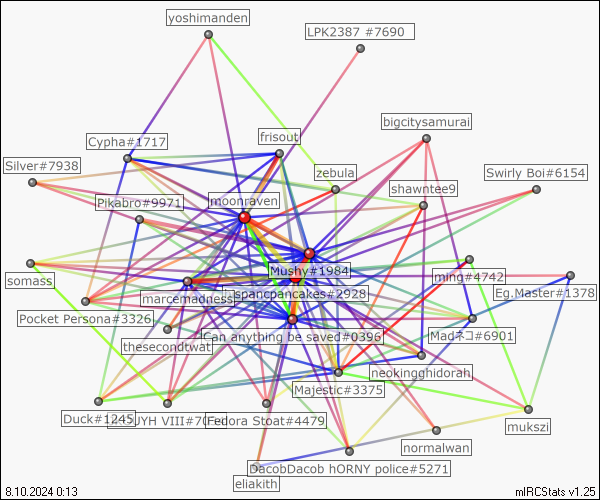 yoshimanden
LPK2387 #7690
bigcitysamurai
frisout
Cypha#1717
Silver#7938
zebula
Swirly Boi#6154
shawntee9
Pikabro#9971
moonraven
Mushy#1984
ming#4742
somass
Eg.Master#1378
spancpancakes#2928
marcemadness
Pocket Persona#3326
Can anything be saved#0396
Madネコ#6901
thesecondtwat
neokinghidorah
Majestic#3375
Duck#1245
JYH VIII#70
Fedora Stoat#4479
mukszi
normalwan
DacobDacob hORNY police#5271
eliakith
8.10.2024 0:13
mIRCStats v1.25